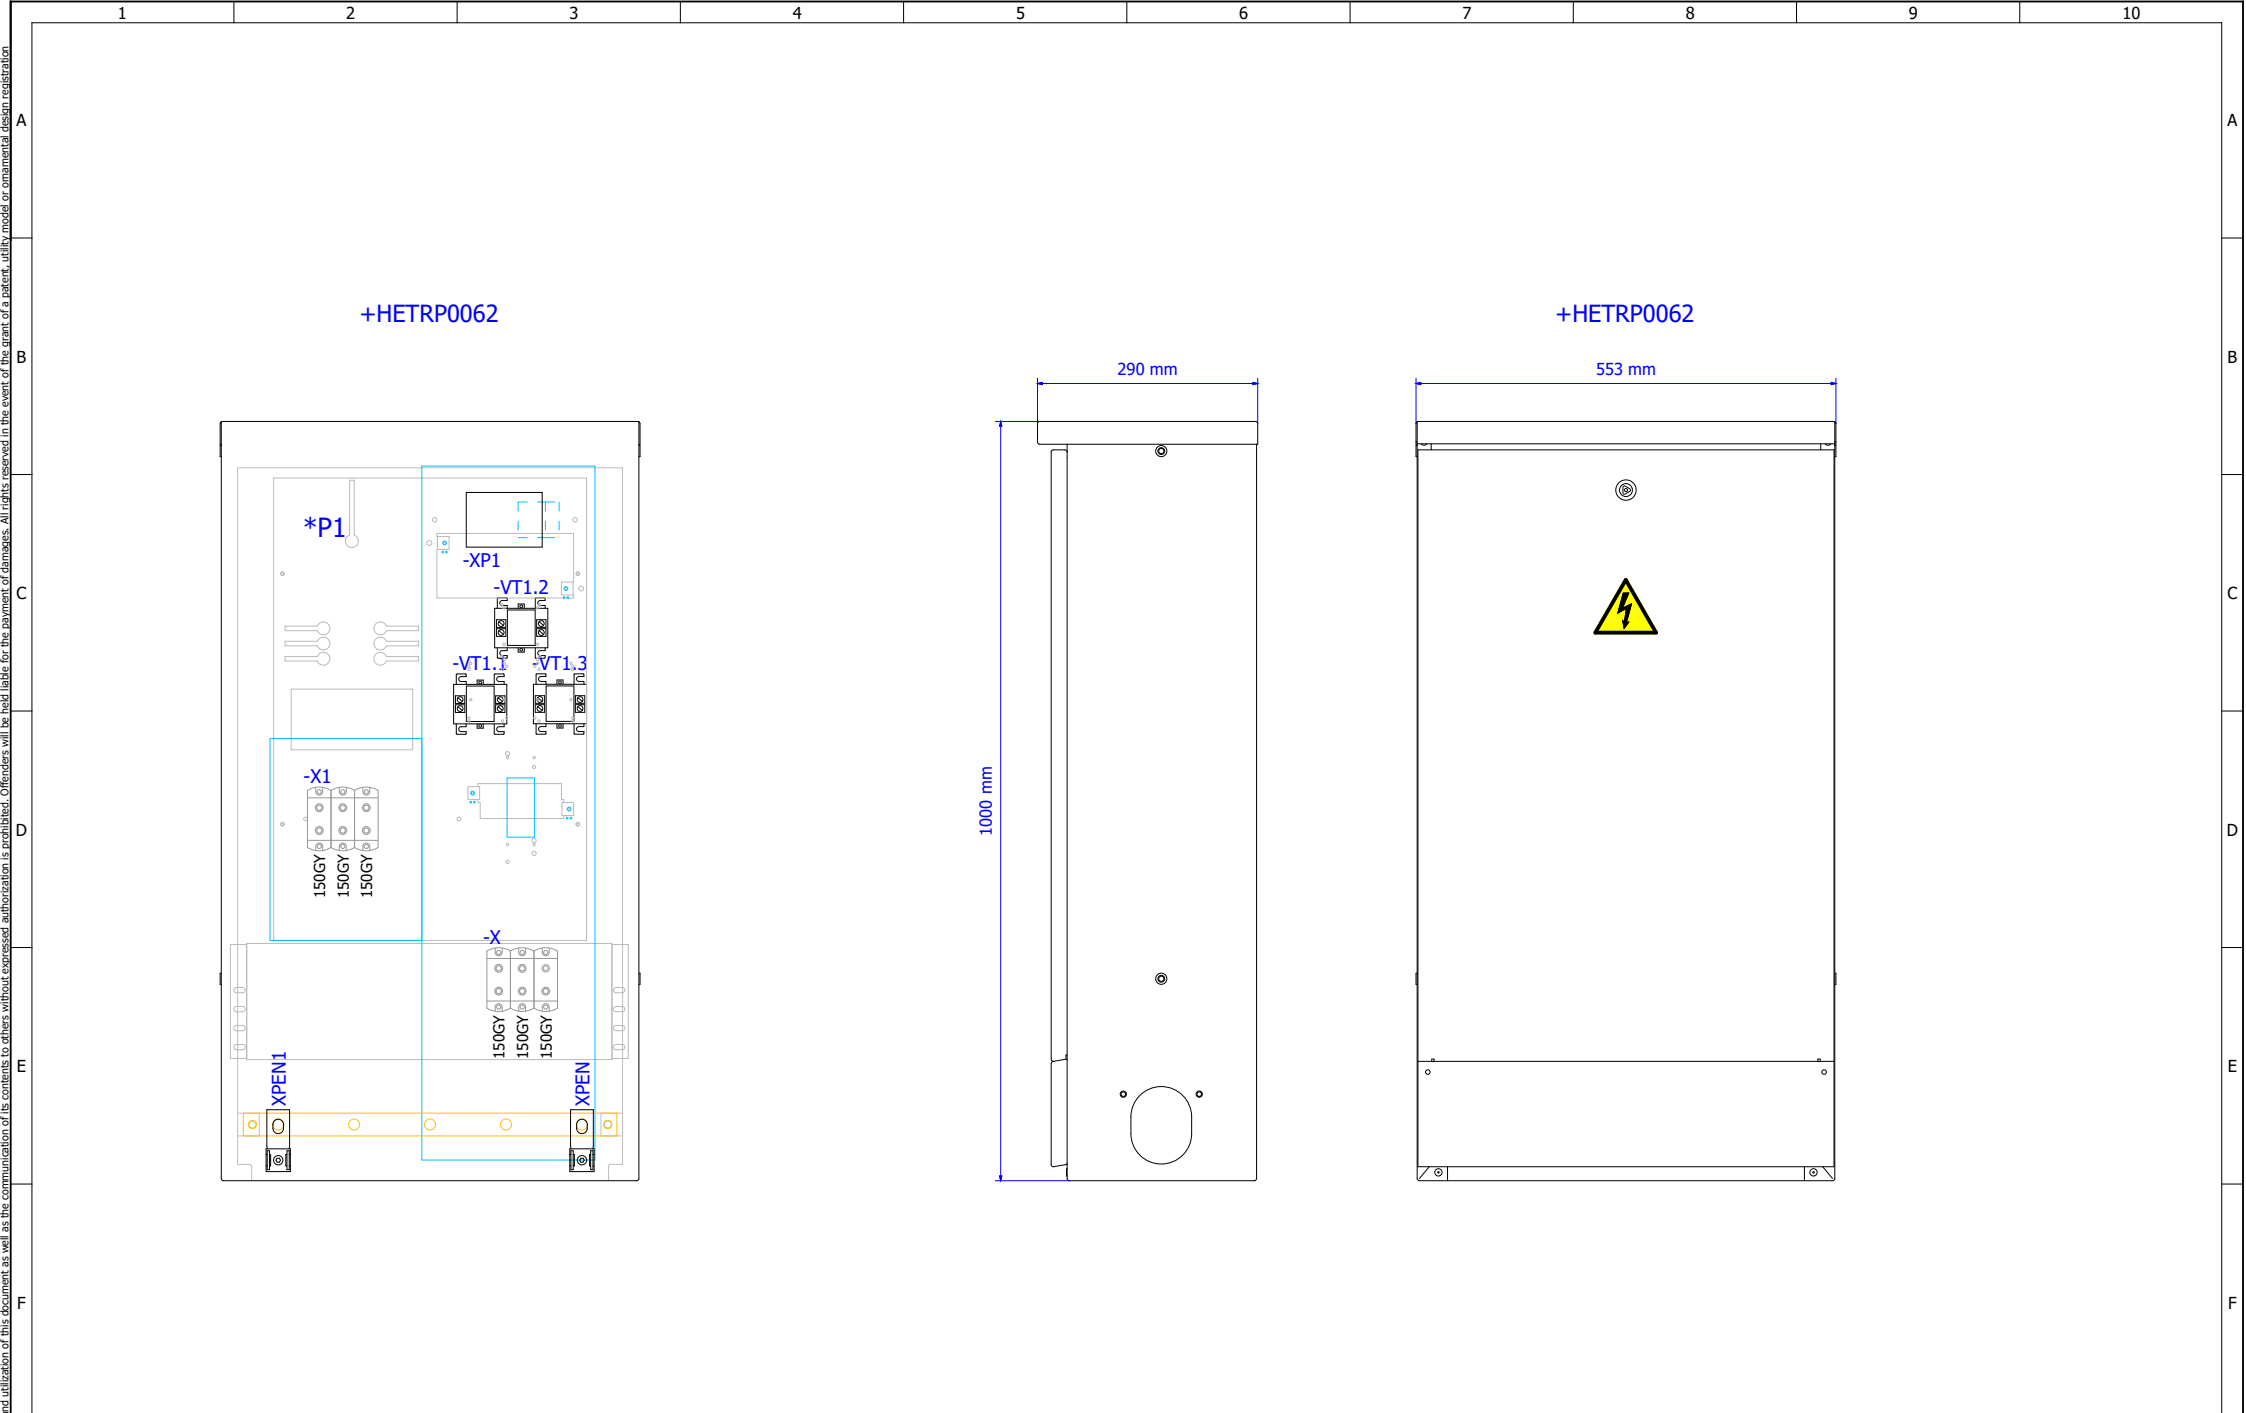 1 2 3 4 5 6 7 8 9 10
A A
B B
C C
D D
E E
F F
nd utilization of this document as well as the communication of its contents to others without expressed authorization is prohibited. Offenders will be held liable for the payment of damages. All rights reserved in the event of the grant of a patent, utility model or ornamental design registration
+HETRP0062
*P1
-XP1
-VT1.2
-VT1.1
-VT1.3
-X1
150GY
150GY
150GY
-X
150GY
150GY
150GY
XPEN1
XPEN
290 mm
1000 mm
+HETRP0062
553 mm